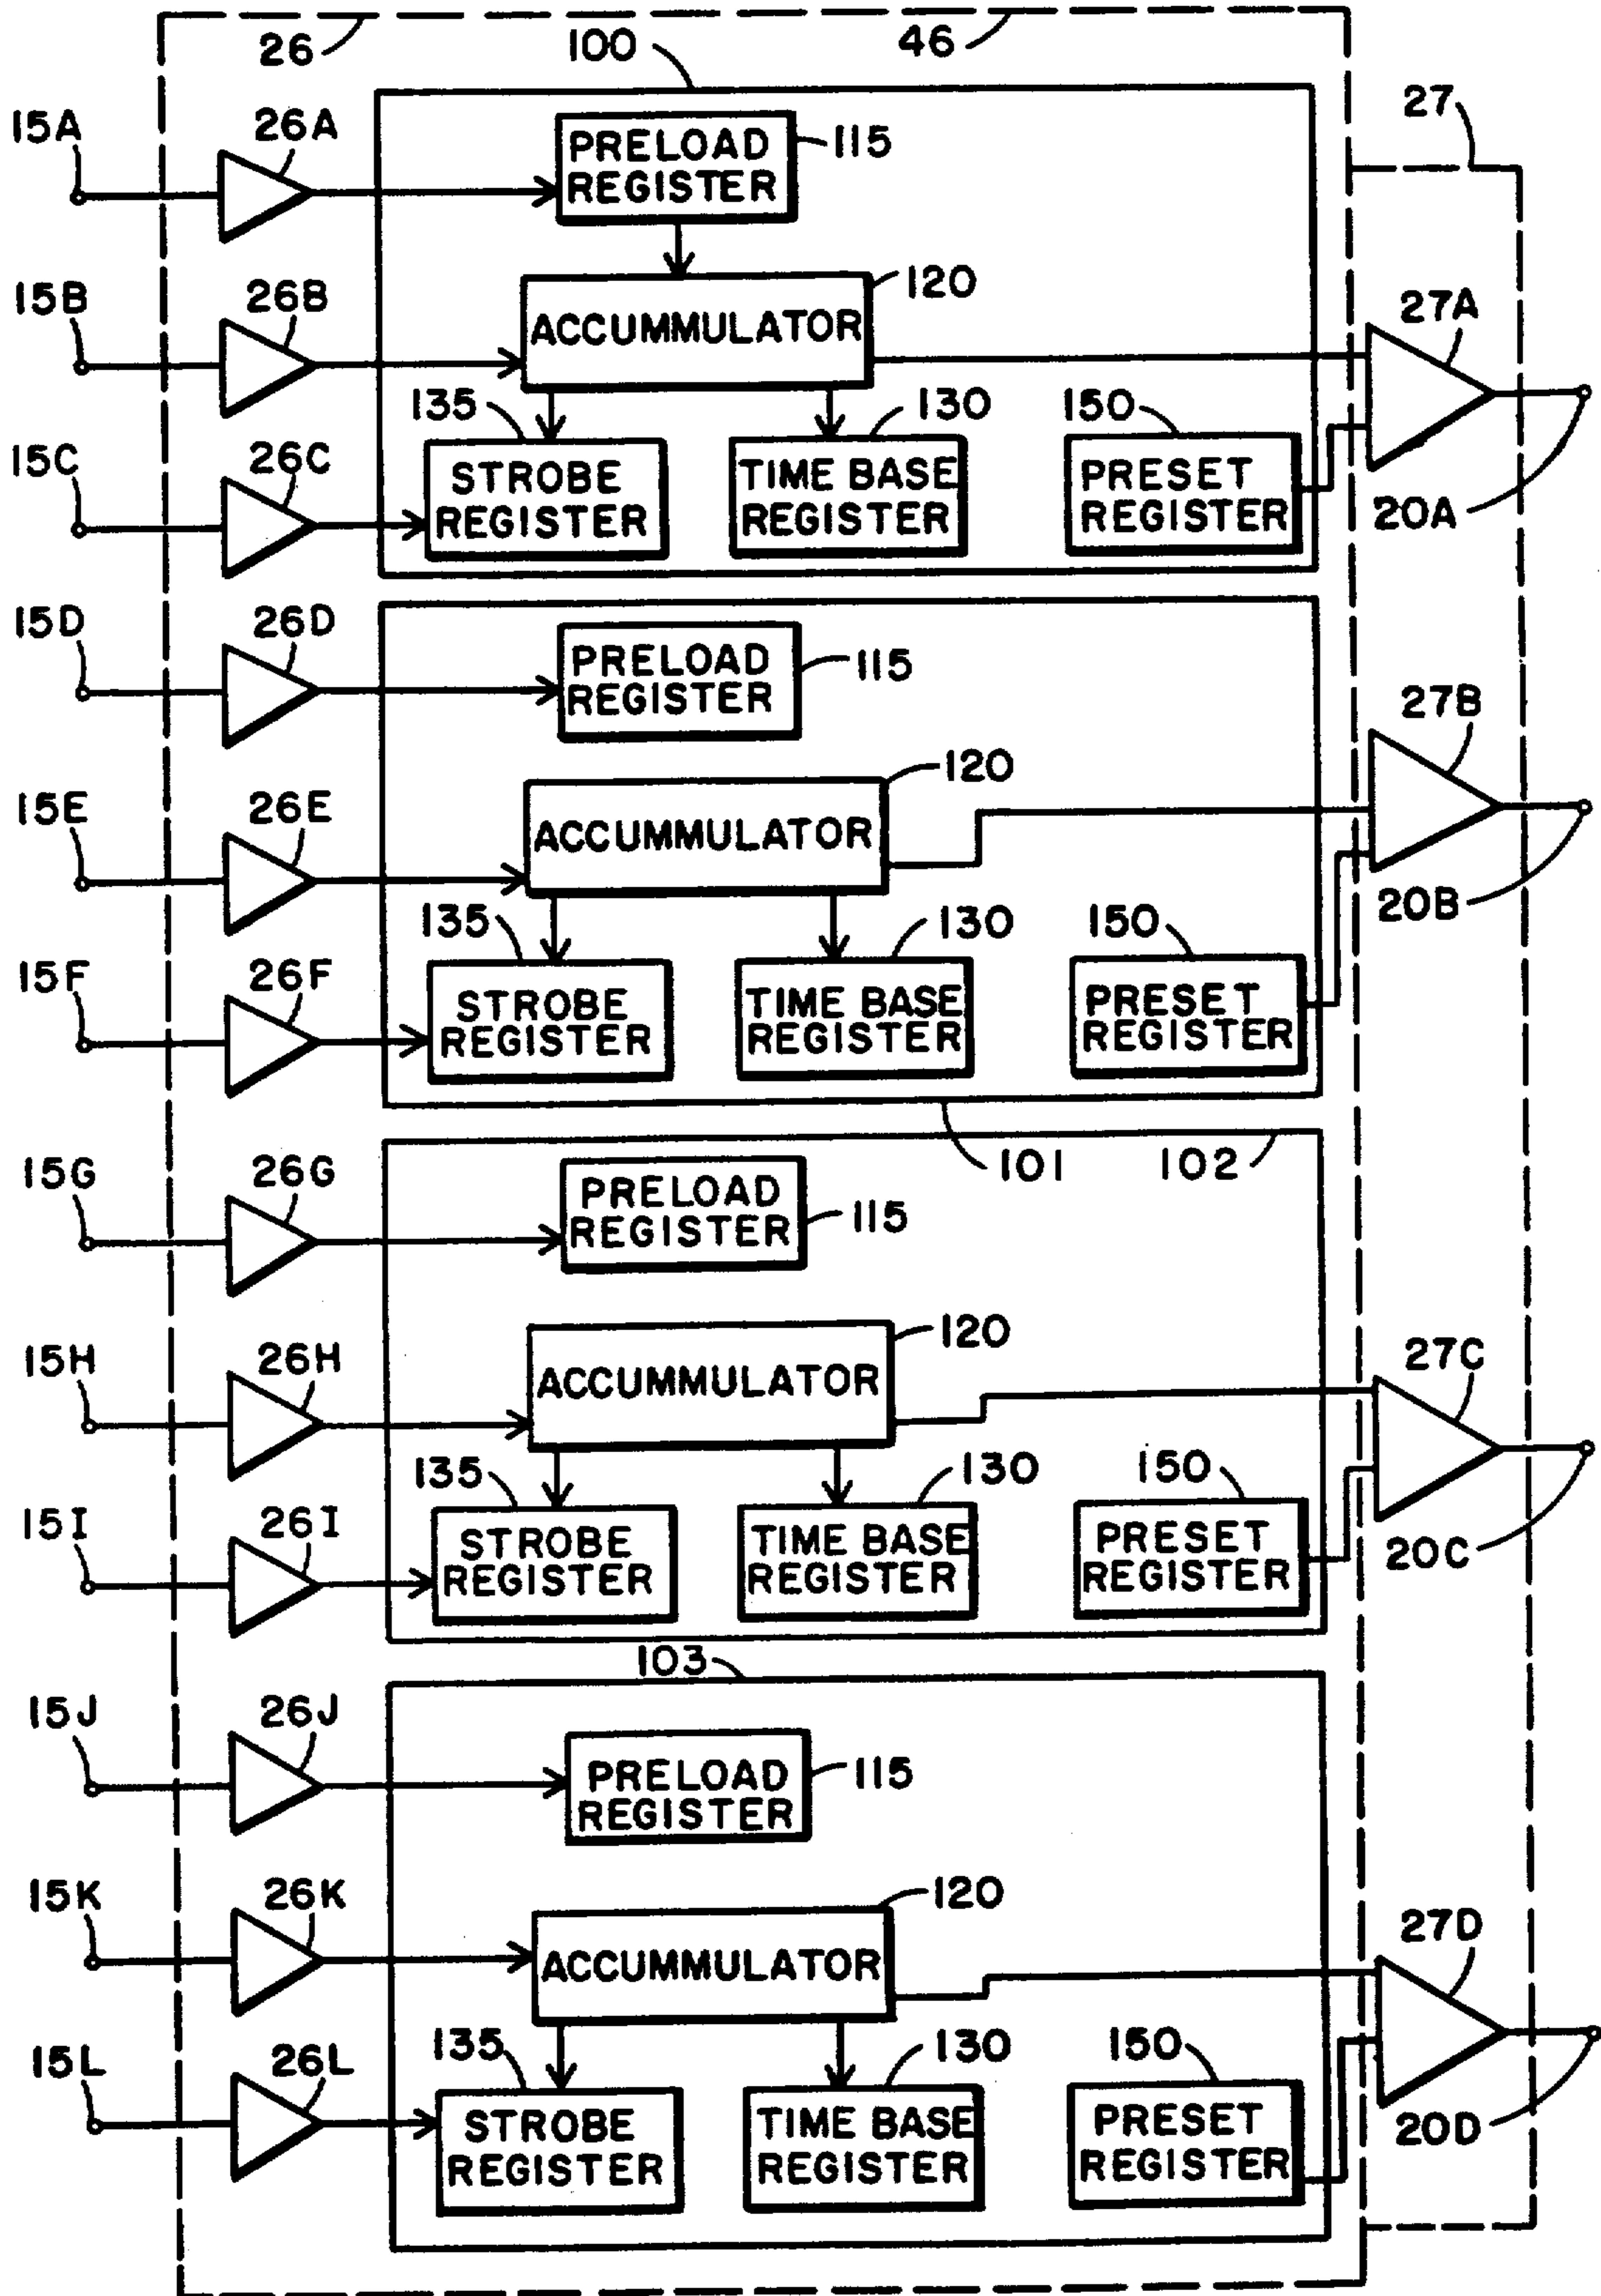 26
46
100
27
15A
26A
PRELOAD
REGISTER
115
15B
26B
ACCUMMULATOR
120
27A
15C
26C
135
STROBE
REGISTER
130
TIME BASE
REGISTER
150
PRESET
REGISTER
20A
15D
26D
PRELOAD
REGISTER
115
15E
26E
ACCUMMULATOR
120
27B
15F
26F
135
STROBE
REGISTER
130
TIME BASE
REGISTER
150
PRESET
REGISTER
20B
101
102
15G
26G
PRELOAD
REGISTER
115
15H
26H
ACCUMMULATOR
120
27C
15I
26I
135
STROBE
REGISTER
130
TIME BASE
REGISTER
150
PRESET
REGISTER
20C
103
15J
26J
PRELOAD
REGISTER
115
15K
26K
ACCUMMULATOR
120
27D
15L
26L
135
STROBE
REGISTER
130
TIME BASE
REGISTER
150
PRESET
REGISTER
20D